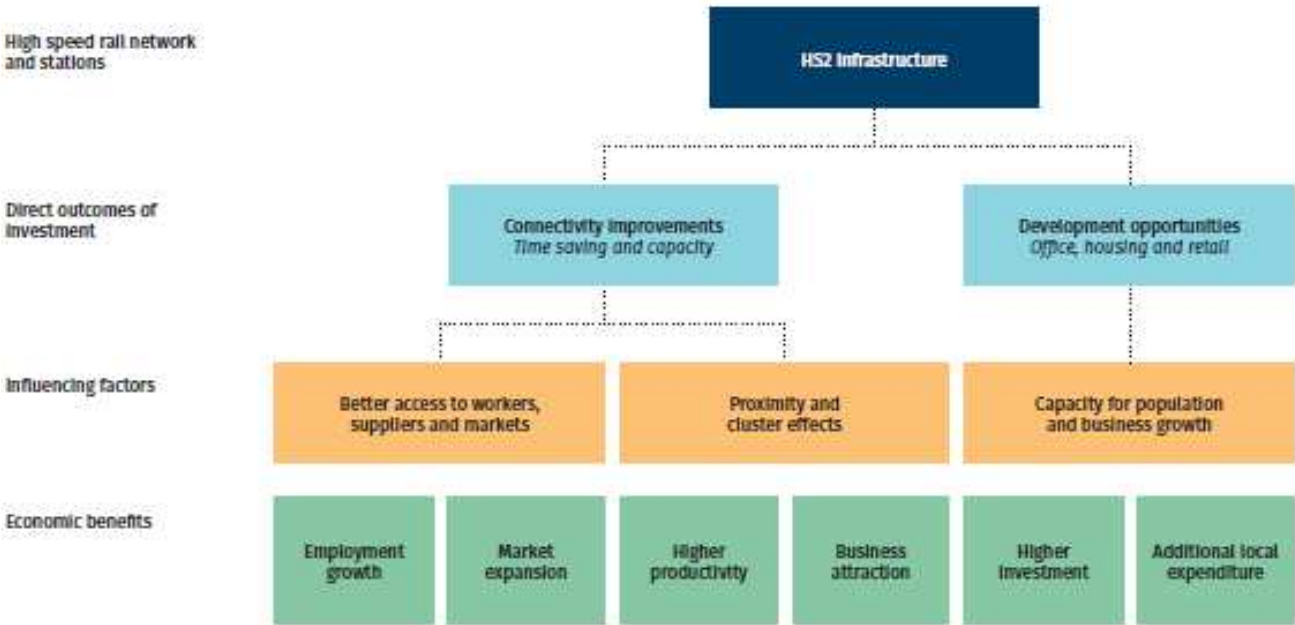 High speed rail network
and stations
HS2 infrastructure
Direct outcomes of
investment
Connectivity improvements
Time saving and capacity
Development opportunities
Office, housing and retail
Influencing factors
Better access to workers,
suppliers and markets
Proximity and
cluster effects
Capacity for population
and business growth
Economic benefits
Employment
growth
Market
expansion
Higher
productivity
Business
attraction
Higher
investment
Additional local
expenditure